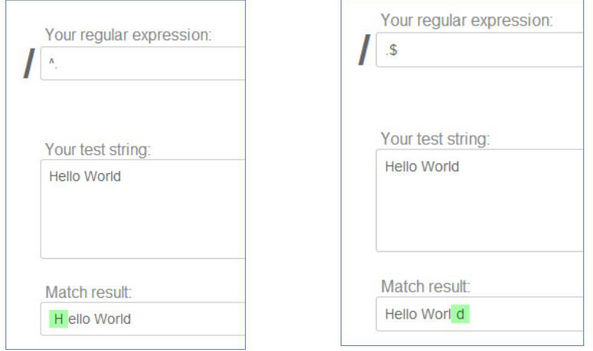 Your regular expression:
/ ^.
Your test string:
Hello World
Match result:
Hello World
Your regular expression:
/ .$
Your test string:
Hello World
Match result:
Hello World